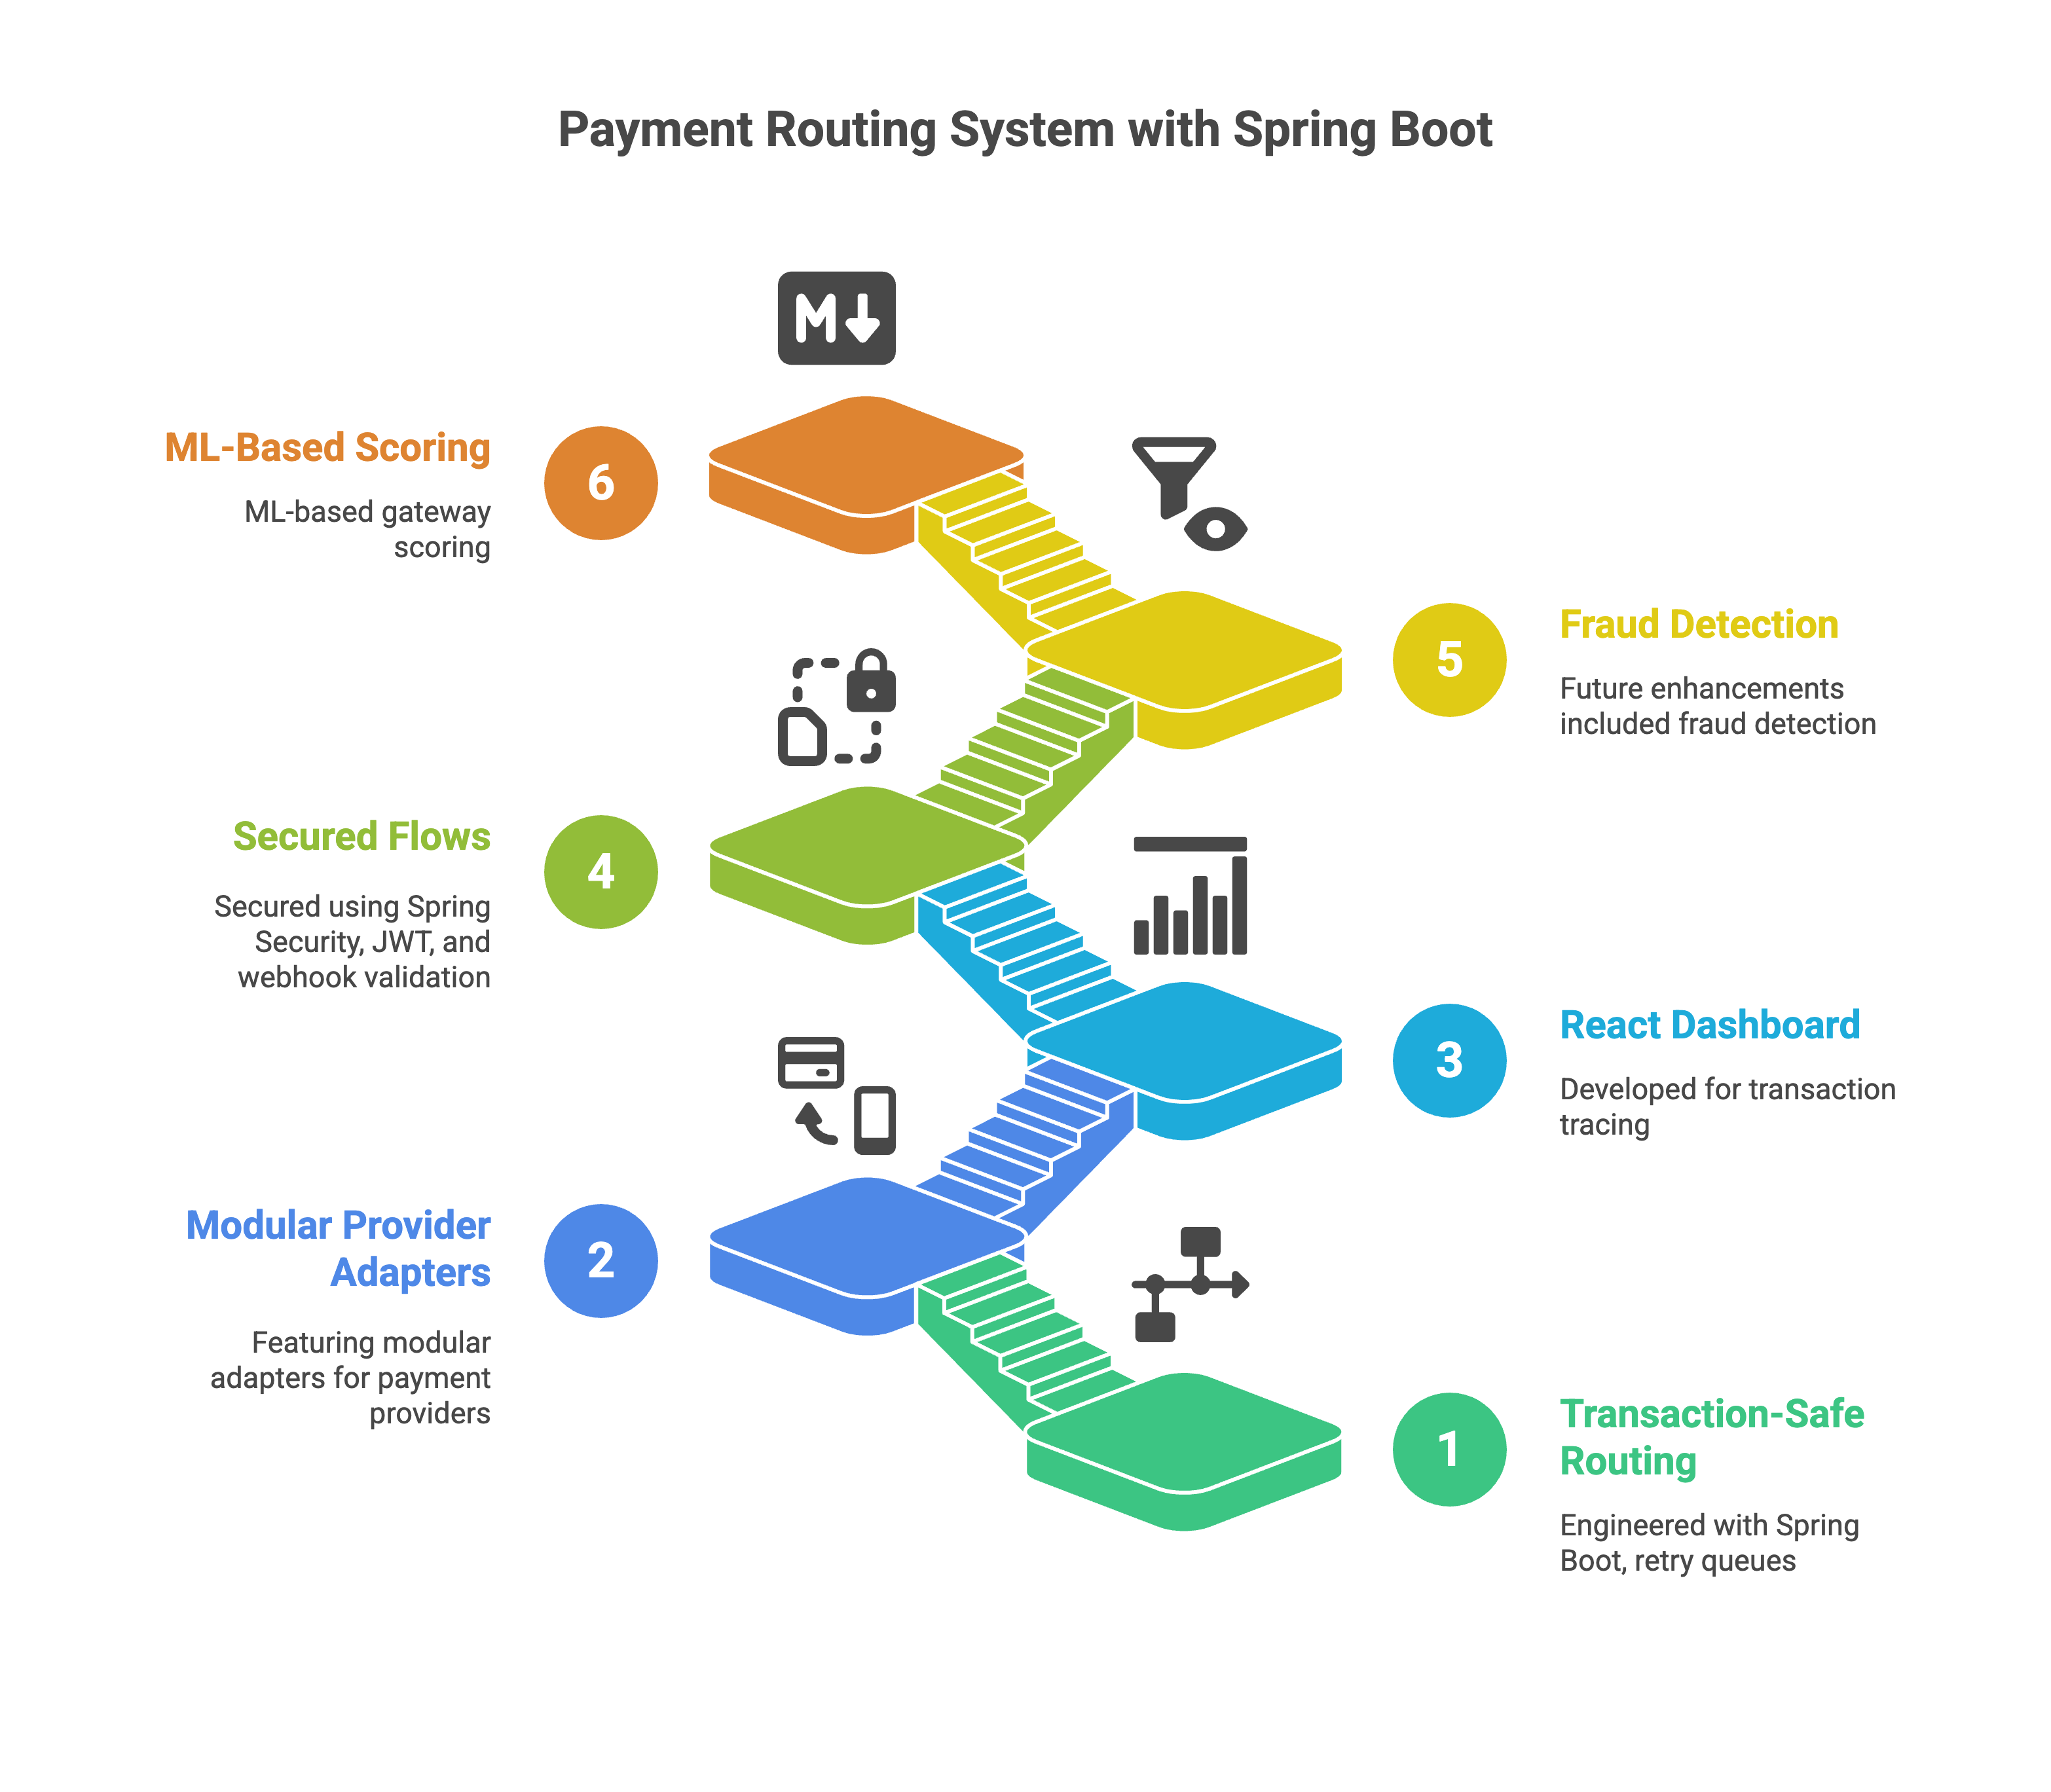 Payment Routing System with Spring Boot
M
ML-Based Scoring
6
ML-based gateway
scoring
Fraud Detection
5
Future enhancements
included fraud detection
Secured Flows
4
Secured using Spring
Security, JWT, and
webhook validation
React Dashboard
3
Developed for transaction
tracing
Modular Provider
Adapters
2
Featuring modular
adapters for payment
providers
Transaction-Safe
Routing
1
Engineered with Spring
Boot, retry queues